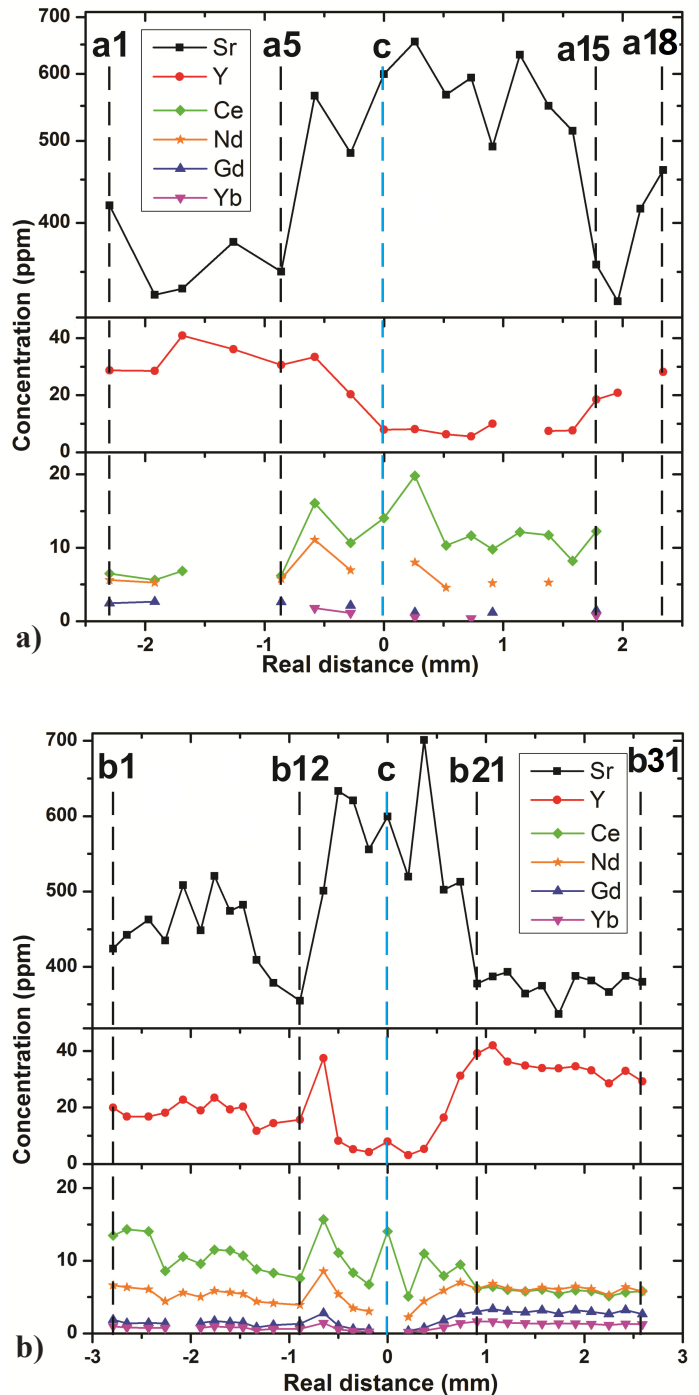 700
600
500
400
a1
a5
c
a15
a18
Sr
Y
Ce
Nd
Gd
Yb
Concentration (ppm)
40
20
0
20
10
0
-2
-1
0
1
2
Real distance (mm)
a)
700
600
500
400
b1
b12
c
b21
b31
Sr
Y
Ce
Nd
Gd
Yb
Concentration (ppm)
40
20
0
20
10
0
-3
-2
-1
0
1
2
3
Real distance (mm)
b)